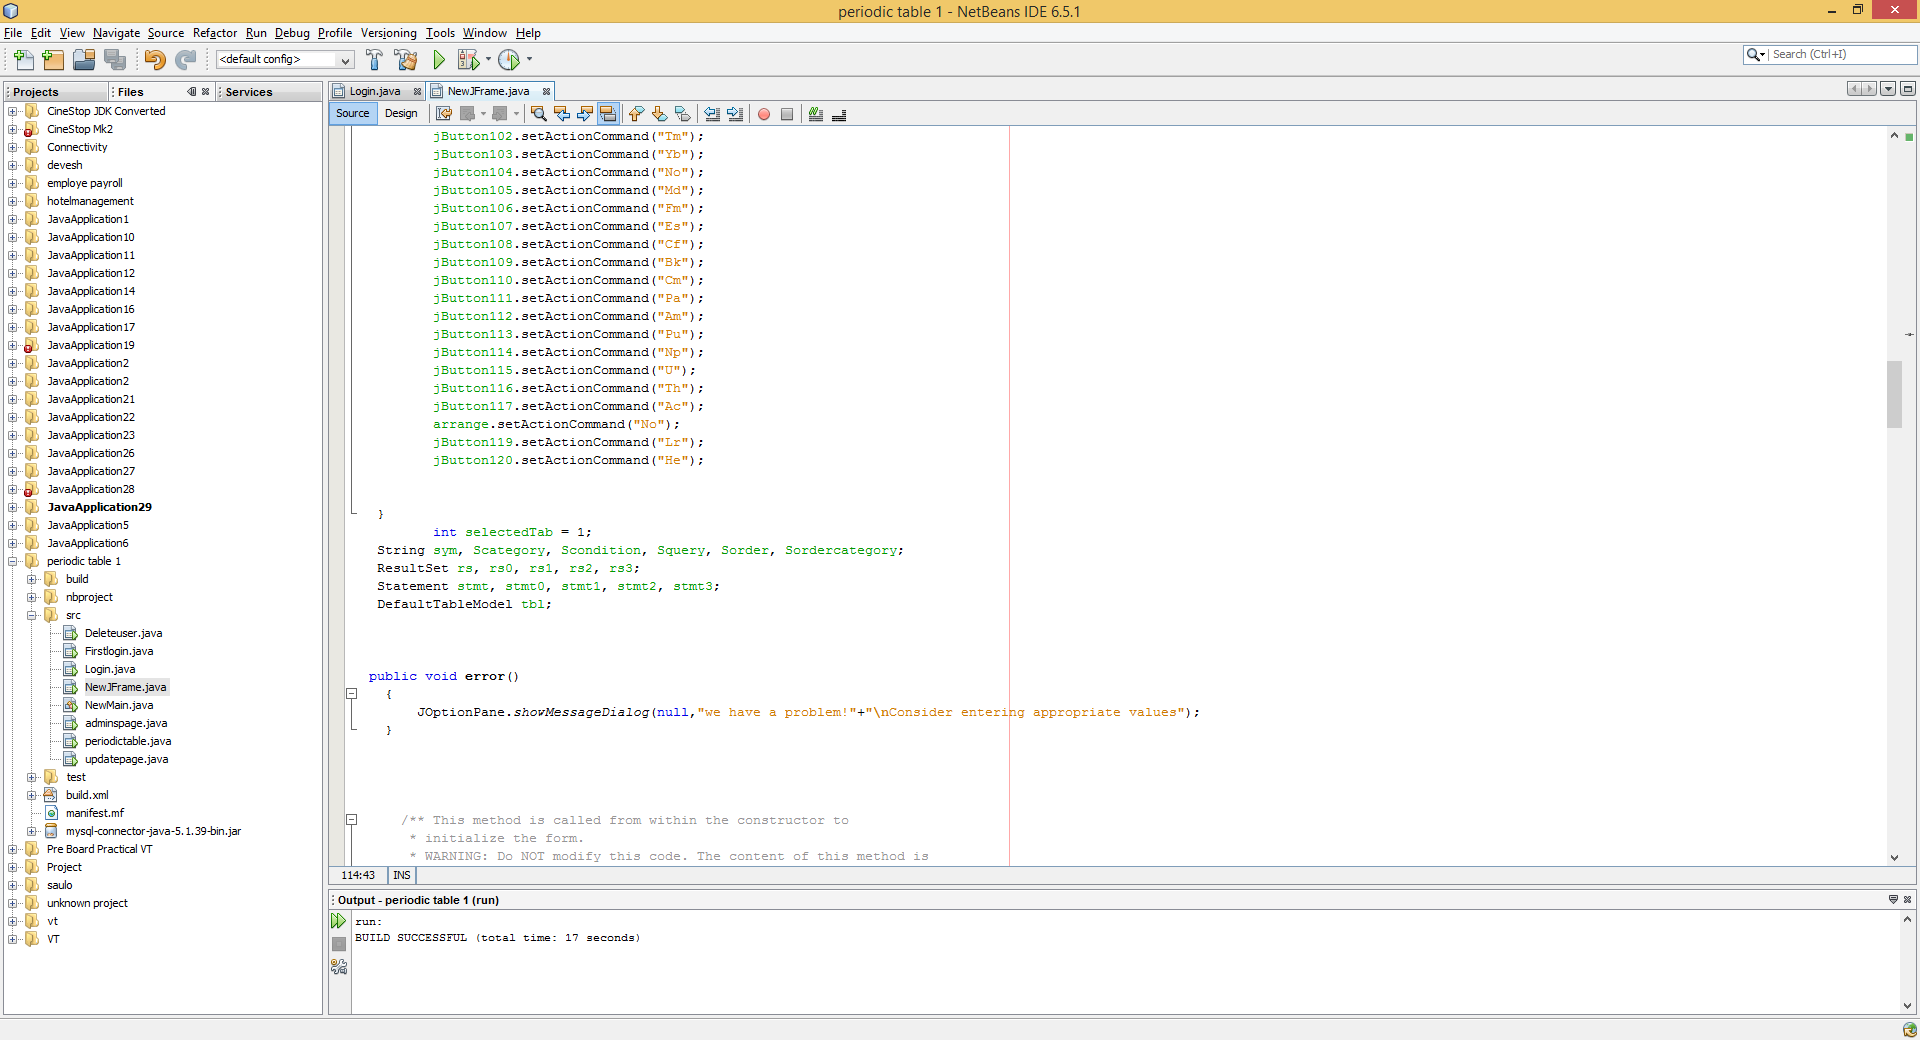 periodic table 1 - NetBeans IDE 6.5.1
File Edit View Navigate Source Refactor Run Debug Profile Versioning Tools Window Help
<default config>
Search (Ctrl+I)
Projects Files Services
CineStop JDK Converted
CineStop Mk2
Connectivity
devesh
employe payroll
hotelmanagement
JavaApplication1
JavaApplication10
JavaApplication11
JavaApplication12
JavaApplication14
JavaApplication16
JavaApplication17
JavaApplication19
JavaApplication2
JavaApplication2
JavaApplication21
JavaApplication22
JavaApplication23
JavaApplication26
JavaApplication27
JavaApplication28
JavaApplication29
JavaApplication5
JavaApplication6
periodic table 1
build
nbproject
src
Deleteuser.java
Firstlogin.java
Login.java
NewJFrame.java
NewMain.java
adminspage.java
periodictable.java
updatepage.java
test
build.xml
manifest.mf
mysql-connector-java-5.1.39-bin.jar
Pre Board Practical VT
Project
saulo
unknown project
vt
VT
Login.java NewJFrame.java
Source Design
jButton102.setActionCommand("Tm");
jButton103.setActionCommand("Yb");
jButton104.setActionCommand("No");
jButton105.setActionCommand("Md");
jButton106.setActionCommand("Fm");
jButton107.setActionCommand("Es");
jButton108.setActionCommand("Cf");
jButton109.setActionCommand("Bk");
jButton110.setActionCommand("Cm");
jButton111.setActionCommand("Pa");
jButton112.setActionCommand("Am");
jButton113.setActionCommand("Pu");
jButton114.setActionCommand("Np");
jButton115.setActionCommand("U");
jButton116.setActionCommand("Th");
jButton117.setActionCommand("Ac");
arrange.setActionCommand("No");
jButton119.setActionCommand("Lr");
jButton120.setActionCommand("He");
}
int selectedTab = 1;
String sym, Scategory, Scondition, Squery, Sorder, Sordercategory;
ResultSet rs, rs0, rs1, rs2, rs3;
Statement stmt, stmt0, stmt1, stmt2, stmt3;
DefaultTableModel tbl;
public void error()
{
JOptionPane.showMessageDialog(null,"we have a problem!"+"\nConsider entering appropriate values");
}
/** This method is called from within the constructor to
* initialize the form.
* WARNING: Do NOT modify this code. The content of this method is
114:43 INS
Output - periodic table 1 (run)
run:
BUILD SUCCESSFUL (total time: 17 seconds)